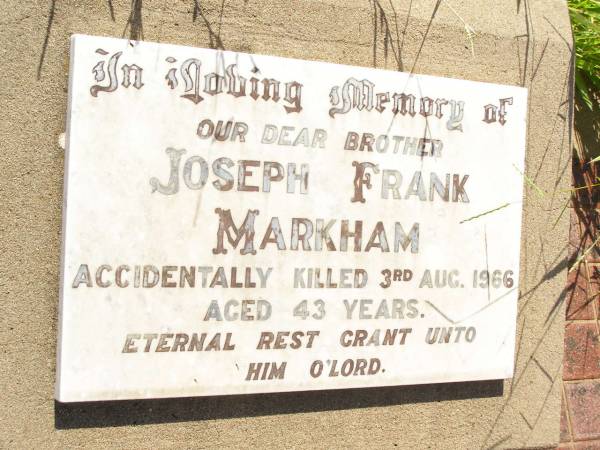 In Loving Memory of
OUR DEAR BROTHER
JOSEPH FRANK
MARKHAM
ACCIDENTALLY KILLED 3RD AUG. 1966
AGED 43 YEARS.
ETERNAL REST GRANT UNTO
HIM O'LORD.